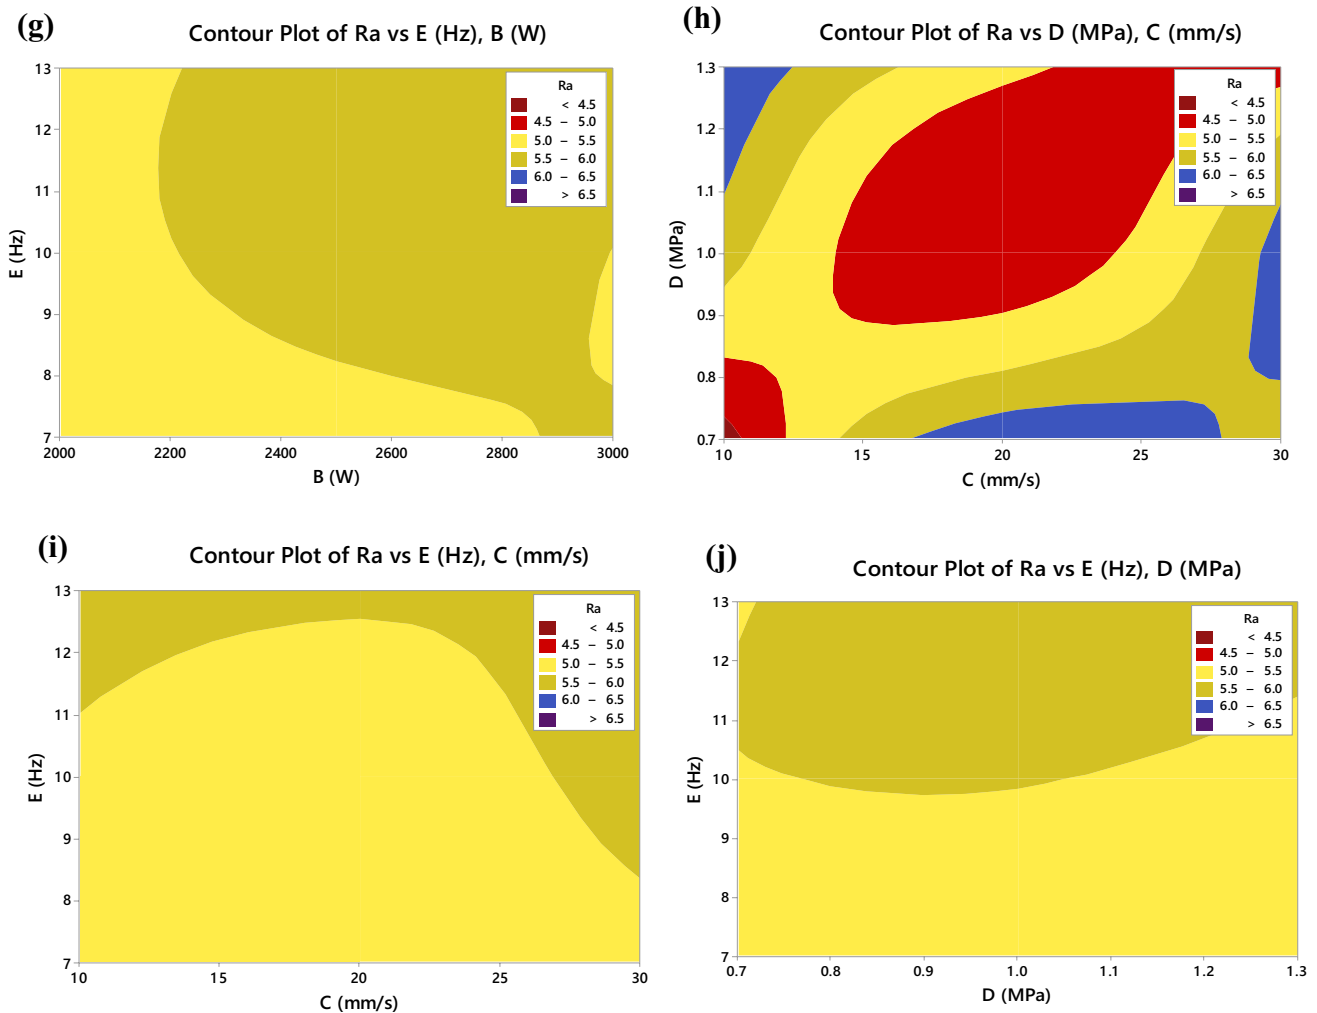 (g)
Contour Plot of Ra vs E (Hz), B (W)
13
12
11
10
9
8
7
E (Hz)
2000
2200
2400
2600
2800
3000
B (W)
Ra
< 4.5
4.5 – 5.0
5.0 – 5.5
5.5 – 6.0
6.0 – 6.5
> 6.5
(h)
Contour Plot of Ra vs D (MPa), C (mm/s)
1.3
1.2
1.1
1.0
0.9
0.8
0.7
D (MPa)
10
15
20
25
30
C (mm/s)
Ra
< 4.5
4.5 – 5.0
5.0 – 5.5
5.5 – 6.0
6.0 – 6.5
> 6.5
(i)
Contour Plot of Ra vs E (Hz), C (mm/s)
13
12
11
10
9
8
7
E (Hz)
10
15
20
25
30
C (mm/s)
Ra
< 4.5
4.5 – 5.0
5.0 – 5.5
5.5 – 6.0
6.0 – 6.5
> 6.5
(j)
Contour Plot of Ra vs E (Hz), D (MPa)
13
12
11
10
9
8
7
E (Hz)
0.7
0.8
0.9
1.0
1.1
1.2
1.3
D (MPa)
Ra
< 4.5
4.5 – 5.0
5.0 – 5.5
5.5 – 6.0
6.0 – 6.5
> 6.5